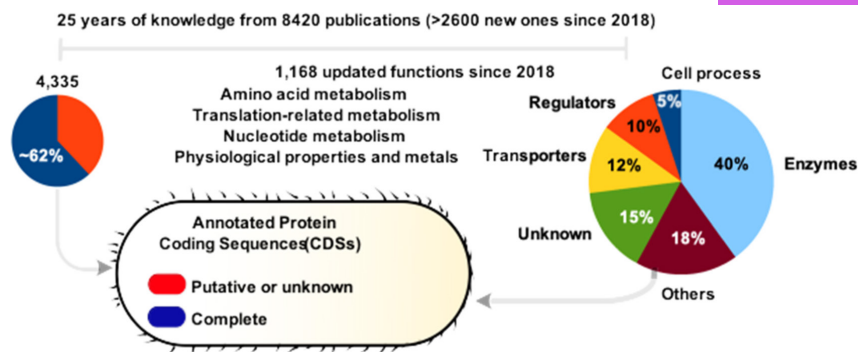 25 years of knowledge from 8420 publications (>2600 new ones since 2018)
4,335
~62%
1,168 updated functions since 2018
Amino acid metabolism
Translation-related metabolism
Nucleotide metabolism
Physiological properties and metals
Cell process
5%
Regulators
10%
Transporters
12%
40%
Enzymes
Unknown
15%
18%
Others
Annotated Protein
Coding Sequences(CDSs)
Putative or unknown
Complete